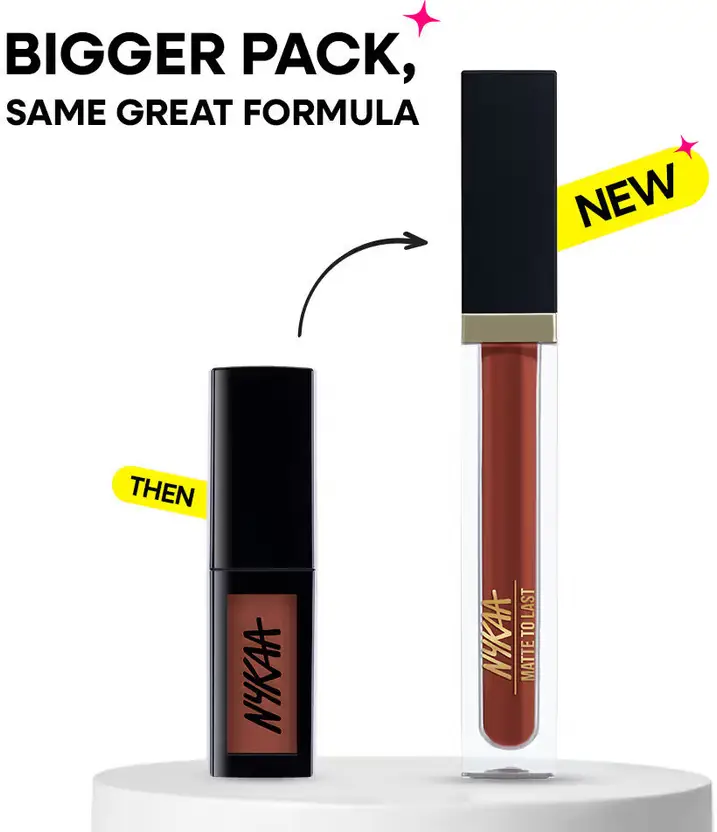 BIGGER PACK,
SAME GREAT FORMULA
NEW
THEN
NYKAA
NYKAA
MATTE TO LAST